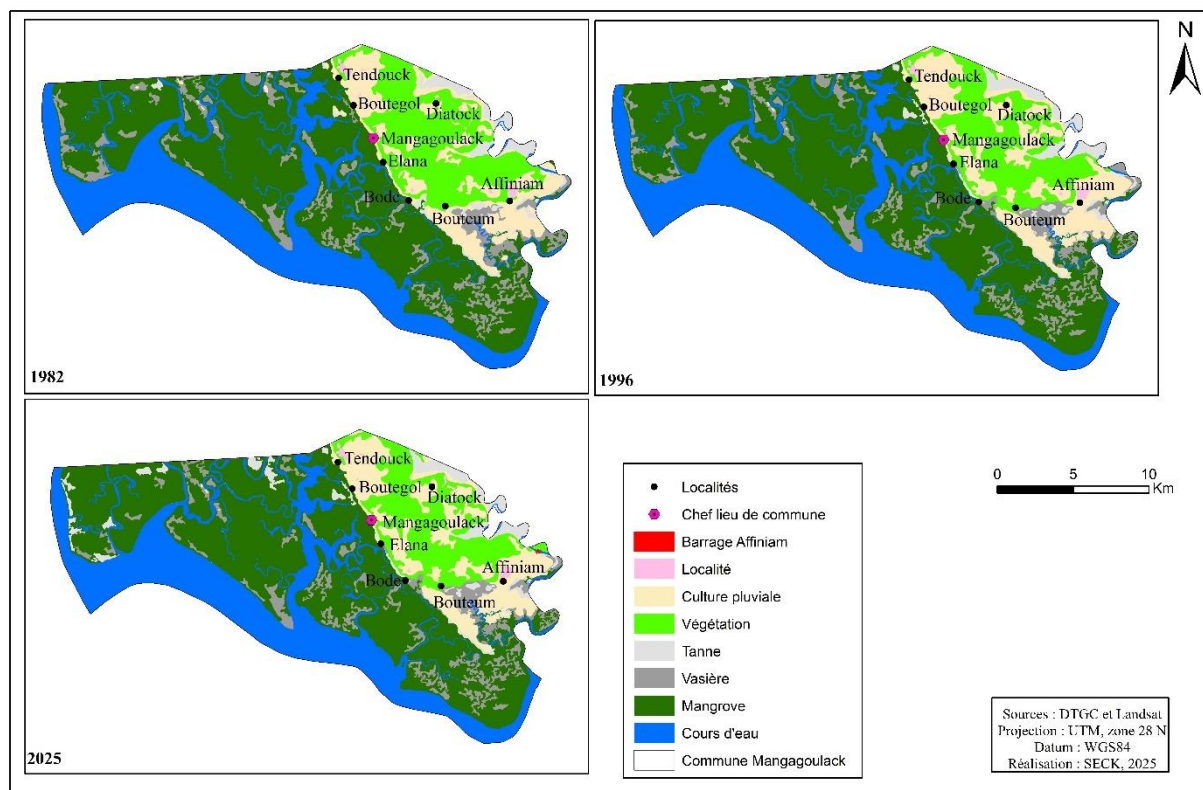 Tendouck
Boutegol
Diatock
Mangagoulack
Elana
Affiniam
Bode
Bouteum
1982
Tendouck
Boutegol
Diatock
Mangagoulack
Elana
Affiniam
Bode
Bouteum
1996
N
Tendouck
Boutegol
Diatock
Mangagoulack
Elana
Affiniam
Bode
Bouteum
2025
Localités
Chef lieu de commune
Barrage Affiniam
Localité
Culture pluviale
Végétation
Tanne
Vasière
Mangrove
Cours d'eau
Commune Mangagoulack
0 5 10
Km
Sources : DTGC et Landsat
Projection : UTM, zone 28 N
Datum : WGS84
Réalisation : SECK, 2025